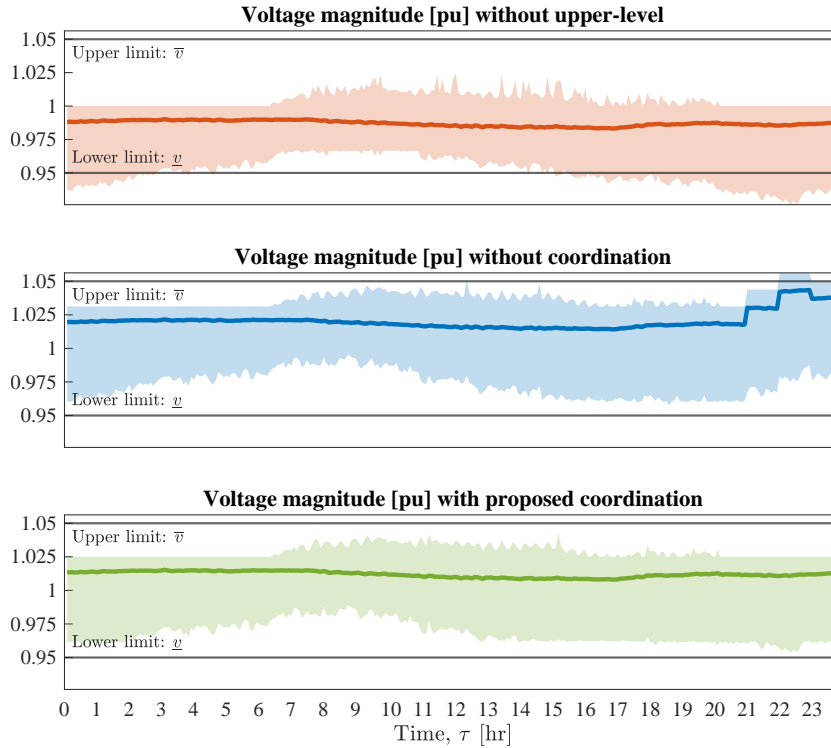 Voltage magnitude [pu] without upper-level
1.05
Upper limit: v̅
1.025
1
0.975
Lower limit: v̲
0.95
Voltage magnitude [pu] without coordination
1.05
Upper limit: v̅
1.025
1
0.975
Lower limit: v̲
0.95
Voltage magnitude [pu] with proposed coordination
1.05
Upper limit: v̅
1.025
1
0.975
Lower limit: v̲
0.95
0 1 2 3 4 5 6 7 8 9 10 11 12 13 14 15 16 17 18 19 20 21 22 23
Time, τ [hr]